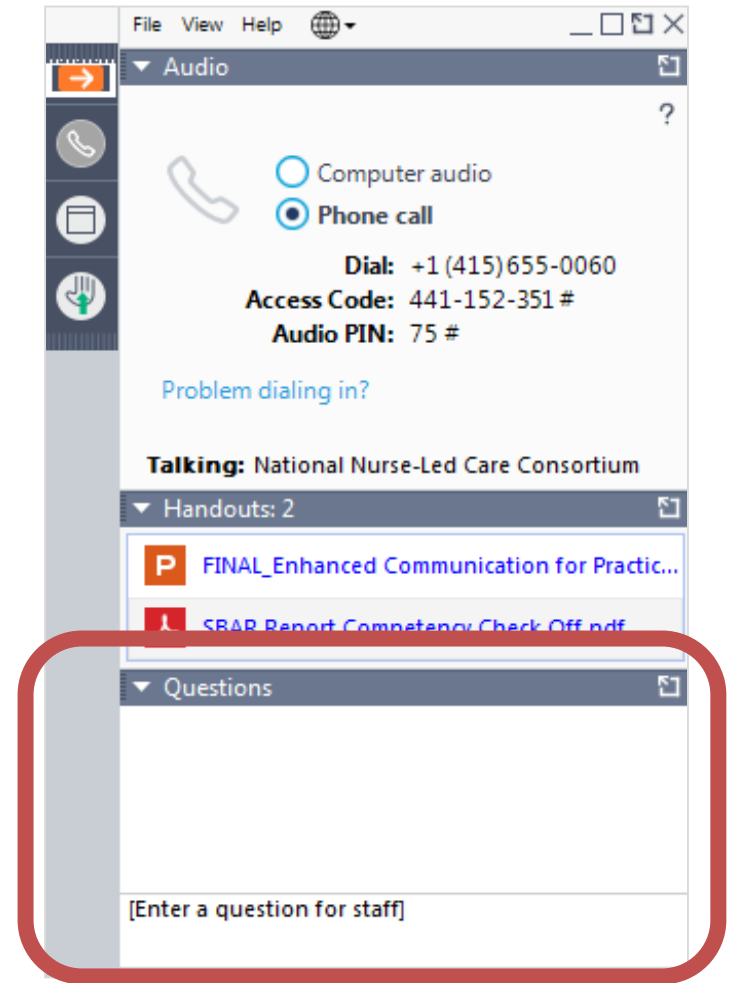 File View Help
Audio
?
Computer audio
Phone call
Dial: +1 (415) 655-0060
Access Code: 441-152-351 #
Audio PIN: 75 #
Problem dialing in?
Talking: National Nurse-Led Care Consortium
Handouts: 2
P FINAL_Enhanced Communication for Practic...
SBAR Report Competency Check Off.pdf
Questions
[Enter a question for staff]